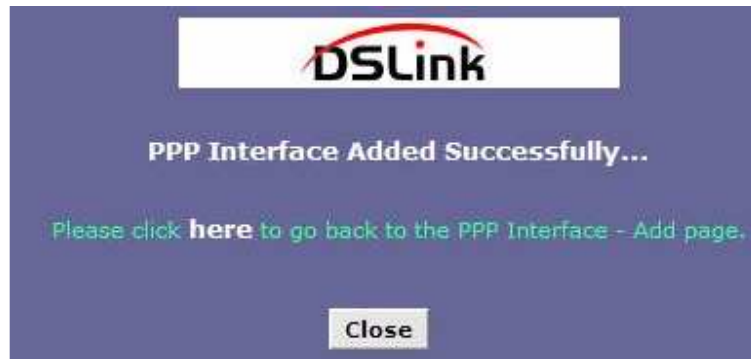 DSLink
PPP Interface Added Successfully...
Please click here to go back to the PPP Interface - Add page.
Close